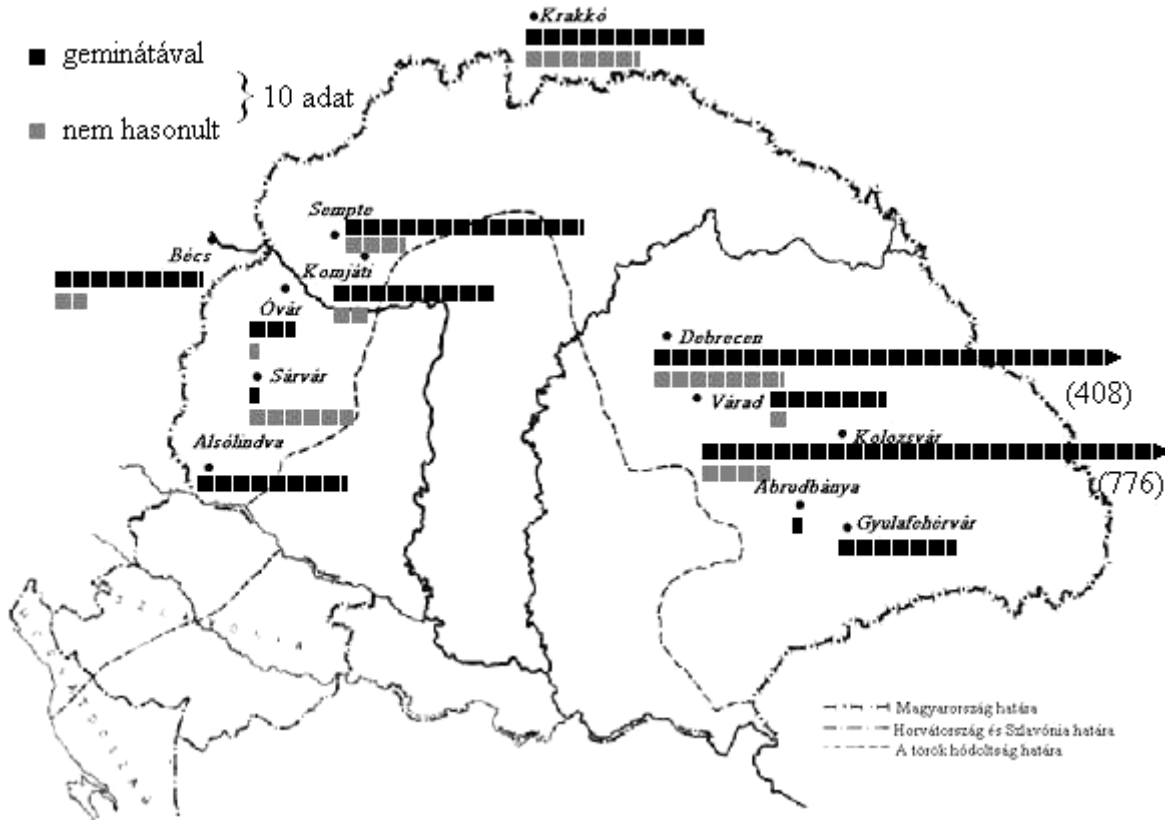 Krakkó
geminátával
10 adat
nem hasonult
Sempte
Bécs
Komjáti
Óvár
Debrecen
Sárvár
(408)
Várad
Kolozsvár
Alsólindva
(776)
Abrudbánya
Gyulafehérvár
Magyarország határa
Horvátország és Szlavónia határa
A török hódoltság határa